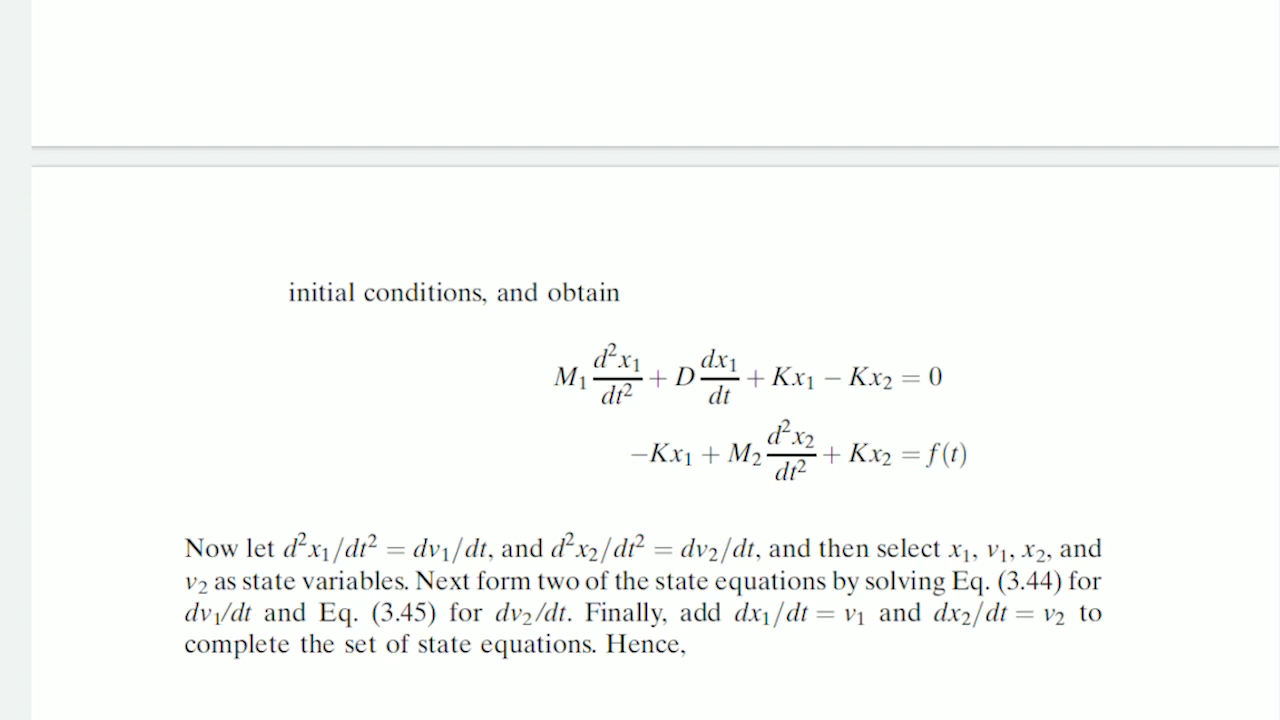 initial conditions, and obtain
M₁ d²x₁/dt² + D dx₁/dt + Kx₁ − Kx₂ = 0
−Kx₁ + M₂ d²x₂/dt² + Kx₂ = f(t)
Now let d²x₁/dt² = dv₁/dt, and d²x₂/dt² = dv₂/dt, and then select x₁, v₁, x₂, and
v₂ as state variables. Next form two of the state equations by solving Eq. (3.44) for
dv₁/dt and Eq. (3.45) for dv₂/dt. Finally, add dx₁/dt = v₁ and dx₂/dt = v₂ to
complete the set of state equations. Hence,